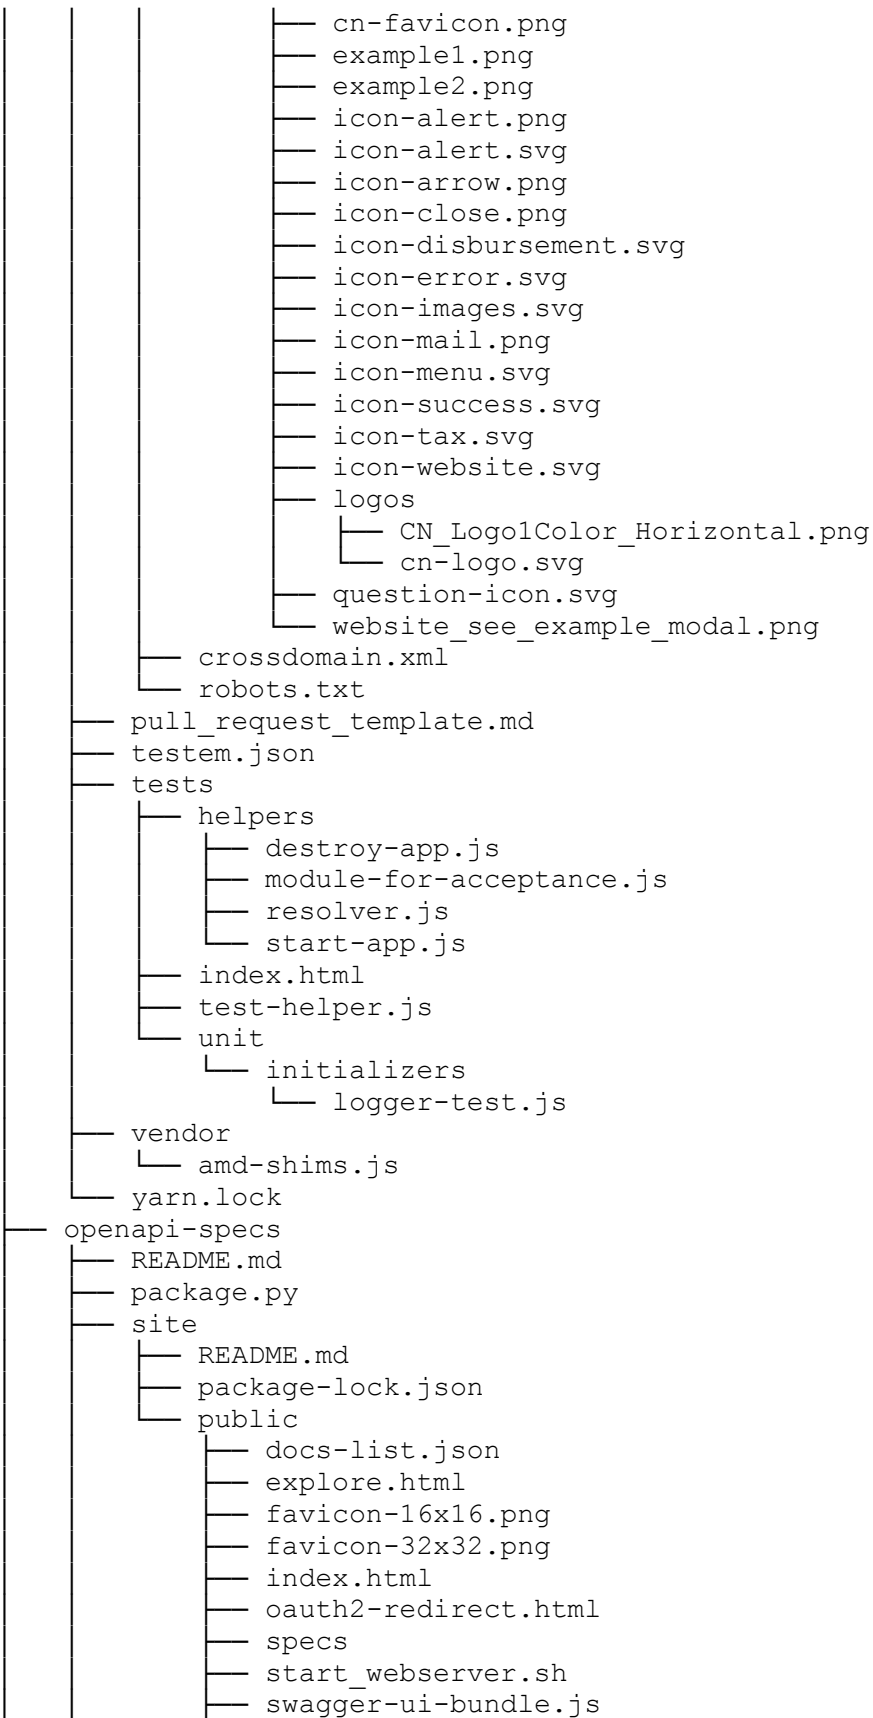 │   │   │       ├── cn-favicon.png
│   │   │       ├── example1.png
│   │   │       ├── example2.png
│   │   │       ├── icon-alert.png
│   │   │       ├── icon-alert.svg
│   │   │       ├── icon-arrow.png
│   │   │       ├── icon-close.png
│   │   │       ├── icon-disbursement.svg
│   │   │       ├── icon-error.svg
│   │   │       ├── icon-images.svg
│   │   │       ├── icon-mail.png
│   │   │       ├── icon-menu.svg
│   │   │       ├── icon-success.svg
│   │   │       ├── icon-tax.svg
│   │   │       ├── icon-website.svg
│   │   │       ├── logos
│   │   │       │   ├── CN_Logo1Color_Horizontal.png
│   │   │       │   └── cn-logo.svg
│   │   │       ├── question-icon.svg
│   │   │       └── website_see_example_modal.png
│   │   ├── crossdomain.xml
│   │   └── robots.txt
│   ├── pull_request_template.md
│   ├── testem.json
│   ├── tests
│   │   ├── helpers
│   │   │   ├── destroy-app.js
│   │   │   ├── module-for-acceptance.js
│   │   │   ├── resolver.js
│   │   │   └── start-app.js
│   │   ├── index.html
│   │   ├── test-helper.js
│   │   └── unit
│   │       └── initializers
│   │           └── logger-test.js
│   ├── vendor
│   │   └── amd-shims.js
│   └── yarn.lock
├── openapi-specs
│   ├── README.md
│   ├── package.py
│   ├── site
│   │   ├── README.md
│   │   ├── package-lock.json
│   │   └── public
│   │       ├── docs-list.json
│   │       ├── explore.html
│   │       ├── favicon-16x16.png
│   │       ├── favicon-32x32.png
│   │       ├── index.html
│   │       ├── oauth2-redirect.html
│   │       ├── specs
│   │       ├── start_webserver.sh
│   │       ├── swagger-ui-bundle.js